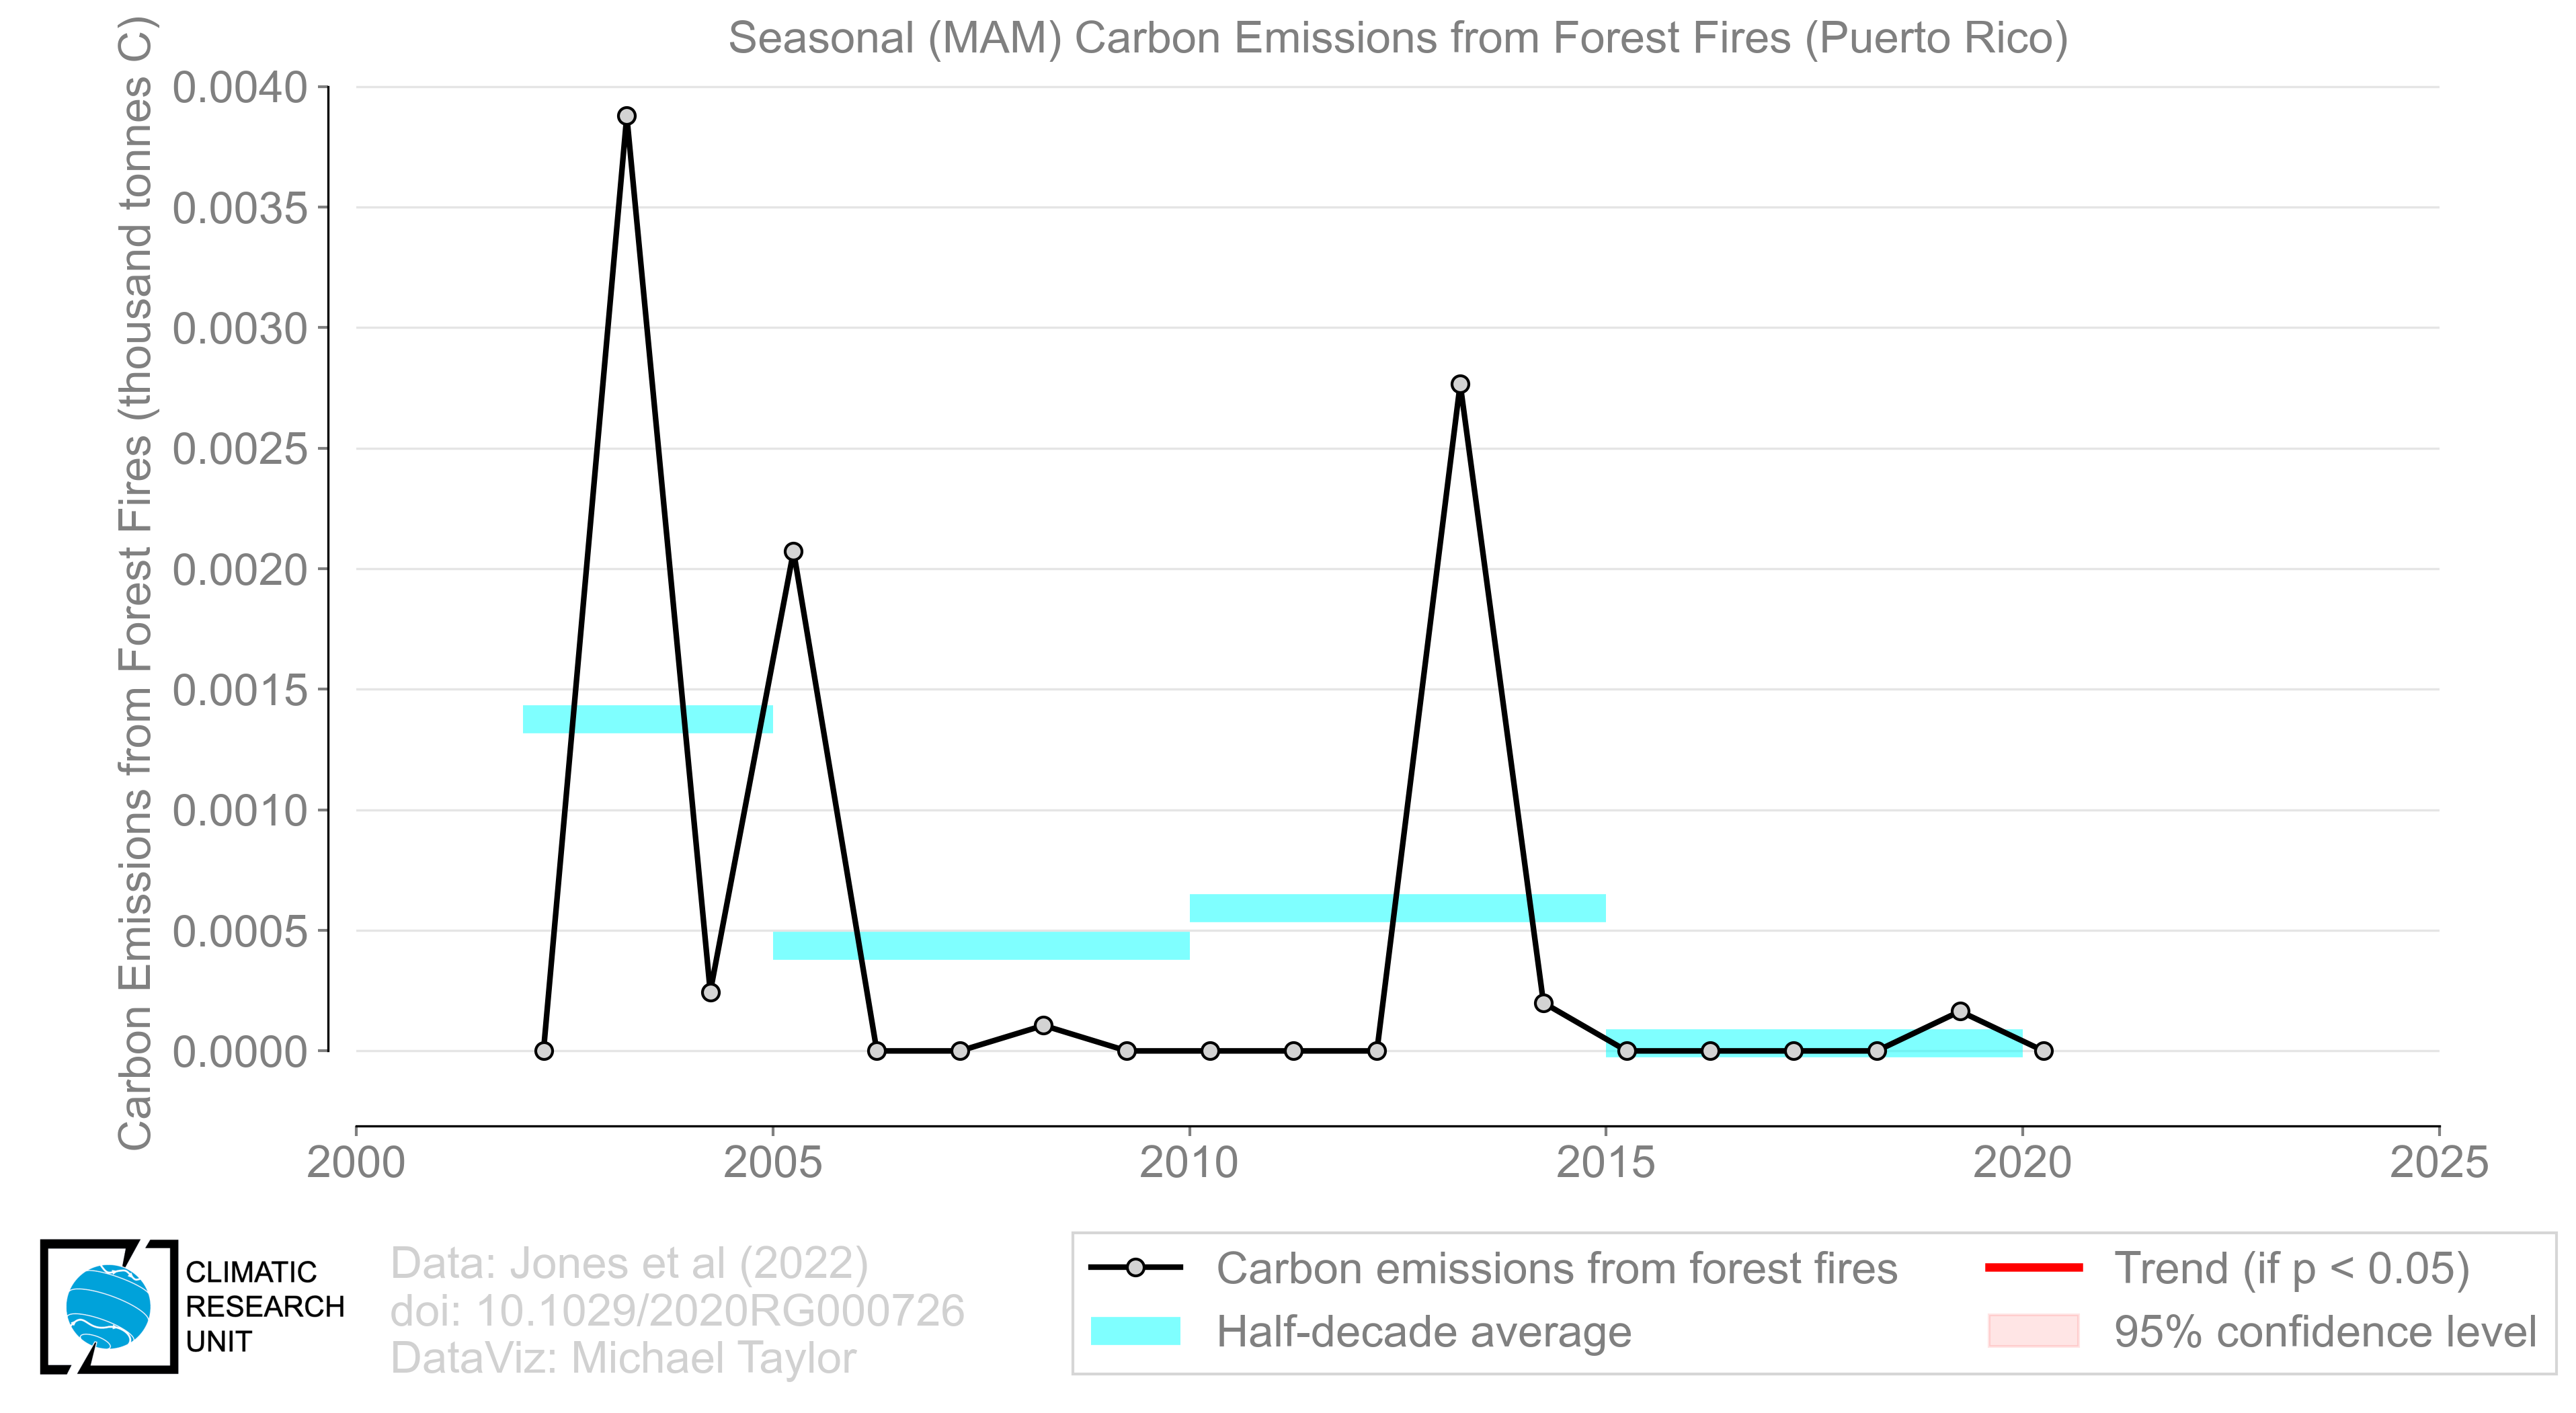 Seasonal (MAM) Carbon Emissions from Forest Fires (Puerto Rico)
Carbon Emissions from Forest Fires (thousand tonnes C)
0.0040
0.0035
0.0030
0.0025
0.0020
0.0015
0.0010
0.0005
0.0000
2000 2005 2010 2015 2020 2025
CLIMATIC
RESEARCH
UNIT
Data: Jones et al (2022)
doi: 10.1029/2020RG000726
DataViz: Michael Taylor
Carbon emissions from forest fires
Half-decade average
Trend (if p < 0.05)
95% confidence level